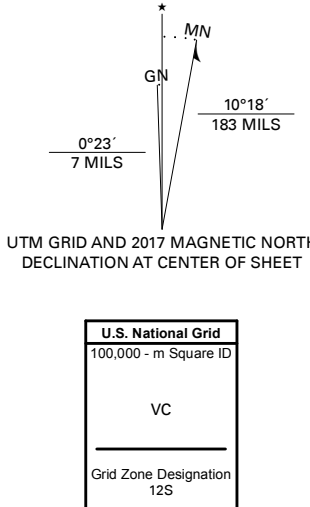 ★
MN
GN
0°23´
7 MILS
10°18´
183 MILS
UTM GRID AND 2017 MAGNETIC NORTH
DECLINATION AT CENTER OF SHEET
U.S. National Grid
100,000 - m Square ID
VC
Grid Zone Designation
12S